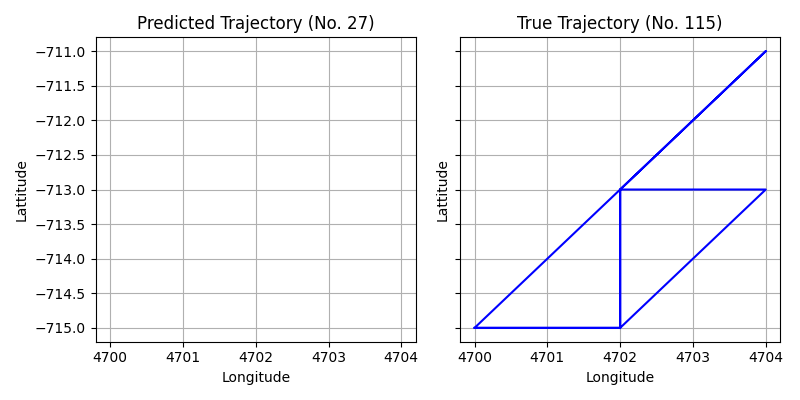 Predicted Trajectory (No. 27)
True Trajectory (No. 115)
Lattitude
−711.0
−711.5
−712.0
−712.5
−713.0
−713.5
−714.0
−714.5
−715.0
4700 4701 4702 4703 4704
Longitude
Lattitude
4700 4701 4702 4703 4704
Longitude